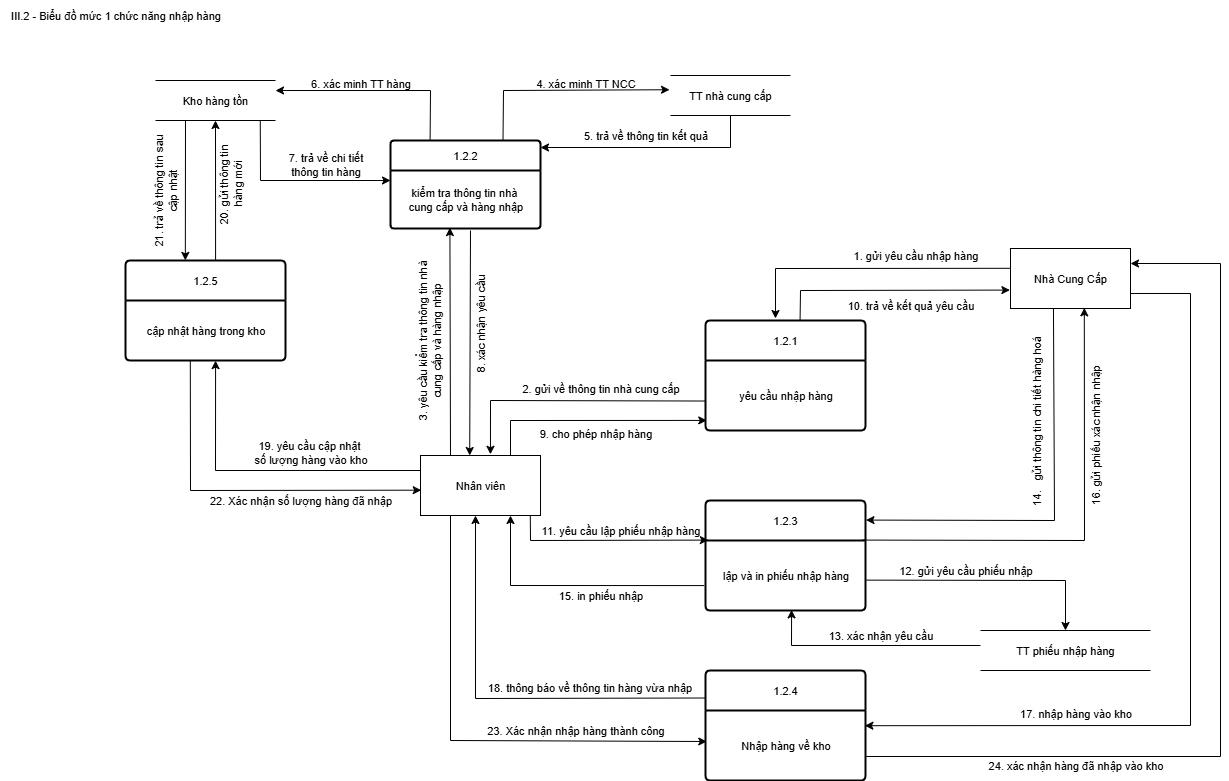 III.2 - Biểu đồ mức 1 chức năng nhập hàng
6. xác minh TT hàng
4. xác minh TT NCC
Kho hàng tồn
TT nhà cung cấp
5. trả về thông tin kết quả
7. trả về chi tiết
thông tin hàng
1.2.2
kiểm tra thông tin nhà
cung cấp và hàng nhập
21. trả về thông tin sau
cập nhật
20. gửi thông tin
hàng mới
1.2.5
cập nhật hàng trong kho
3. yêu cầu kiểm tra thông tin nhà
cung cấp và hàng nhập
8. xác nhận yêu cầu
1. gửi yêu cầu nhập hàng
Nhà Cung Cấp
10. trả về kết quả yêu cầu
1.2.1
yêu cầu nhập hàng
2. gửi về thông tin nhà cung cấp
9. cho phép nhập hàng
14. gửi thông tin chi tiết hàng hoá
16. gửi phiếu xác nhận nhập
19. yêu cầu cập nhật
số lượng hàng vào kho
Nhân viên
22. Xác nhận số lượng hàng đã nhập
11. yêu cầu lập phiếu nhập hàng
1.2.3
lập và in phiếu nhập hàng
12. gửi yêu cầu phiếu nhập
15. in phiếu nhập
13. xác nhận yêu cầu
TT phiếu nhập hàng
18. thông báo về thông tin hàng vừa nhập
1.2.4
17. nhập hàng vào kho
23. Xác nhận nhập hàng thành công
Nhập hàng về kho
24. xác nhận hàng đã nhập vào kho